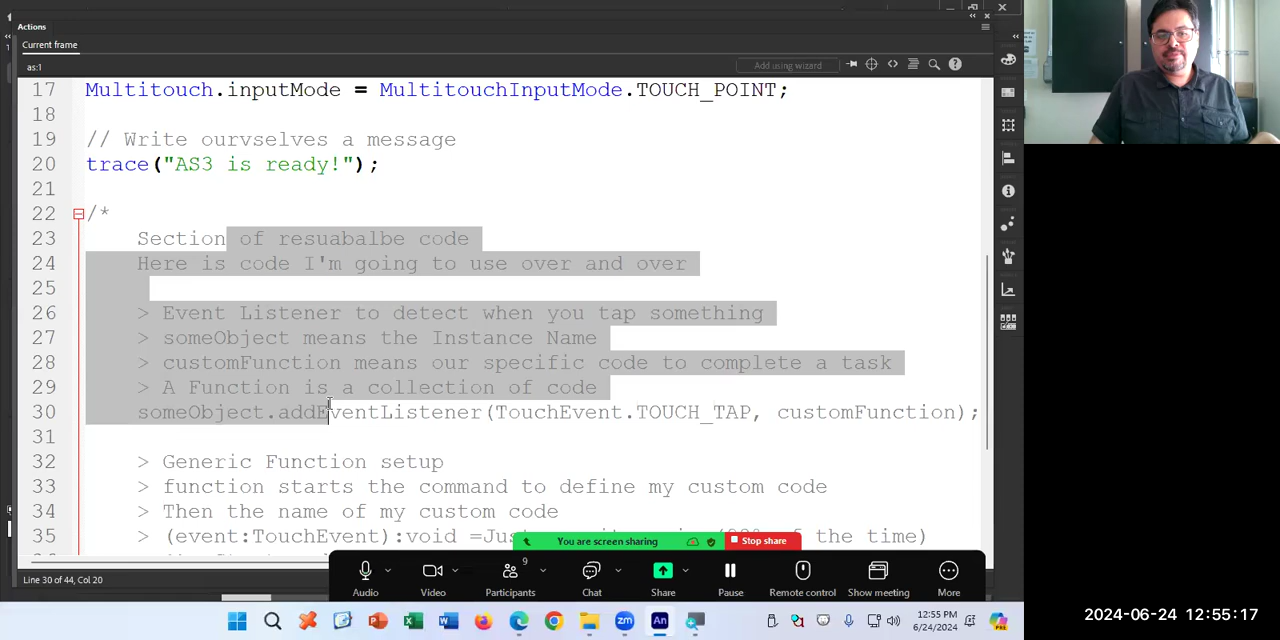 Actions
Current frame
as:1
Add using wizard
17 Multitouch.inputMode = MultitouchInputMode.TOUCH_POINT;
18
19 // Write ourvselves a message
20 trace("AS3 is ready!");
21
22 /*
23 Section of resuabalbe code
24 Here is code I'm going to use over and over
25
26 > Event Listener to detect when you tap something
27 > someObject means the Instance Name
28 > customFunction means our specific code to complete a task
29 > A Function is a collection of code
30 someObject.addEventListener(TouchEvent.TOUCH_TAP, customFunction);
31
32 > Generic Function setup
33 > function starts the command to define my custom code
34 > Then the name of my custom code
35 > (event:TouchEvent):void =Just the time)
You are screen sharing Stop share
Line 30 of 44, Col 20
9
Audio Video Participants Chat Share Pause Remote control Show meeting More
12:55 PM
6/24/2024
2024-06-24 12:55:17